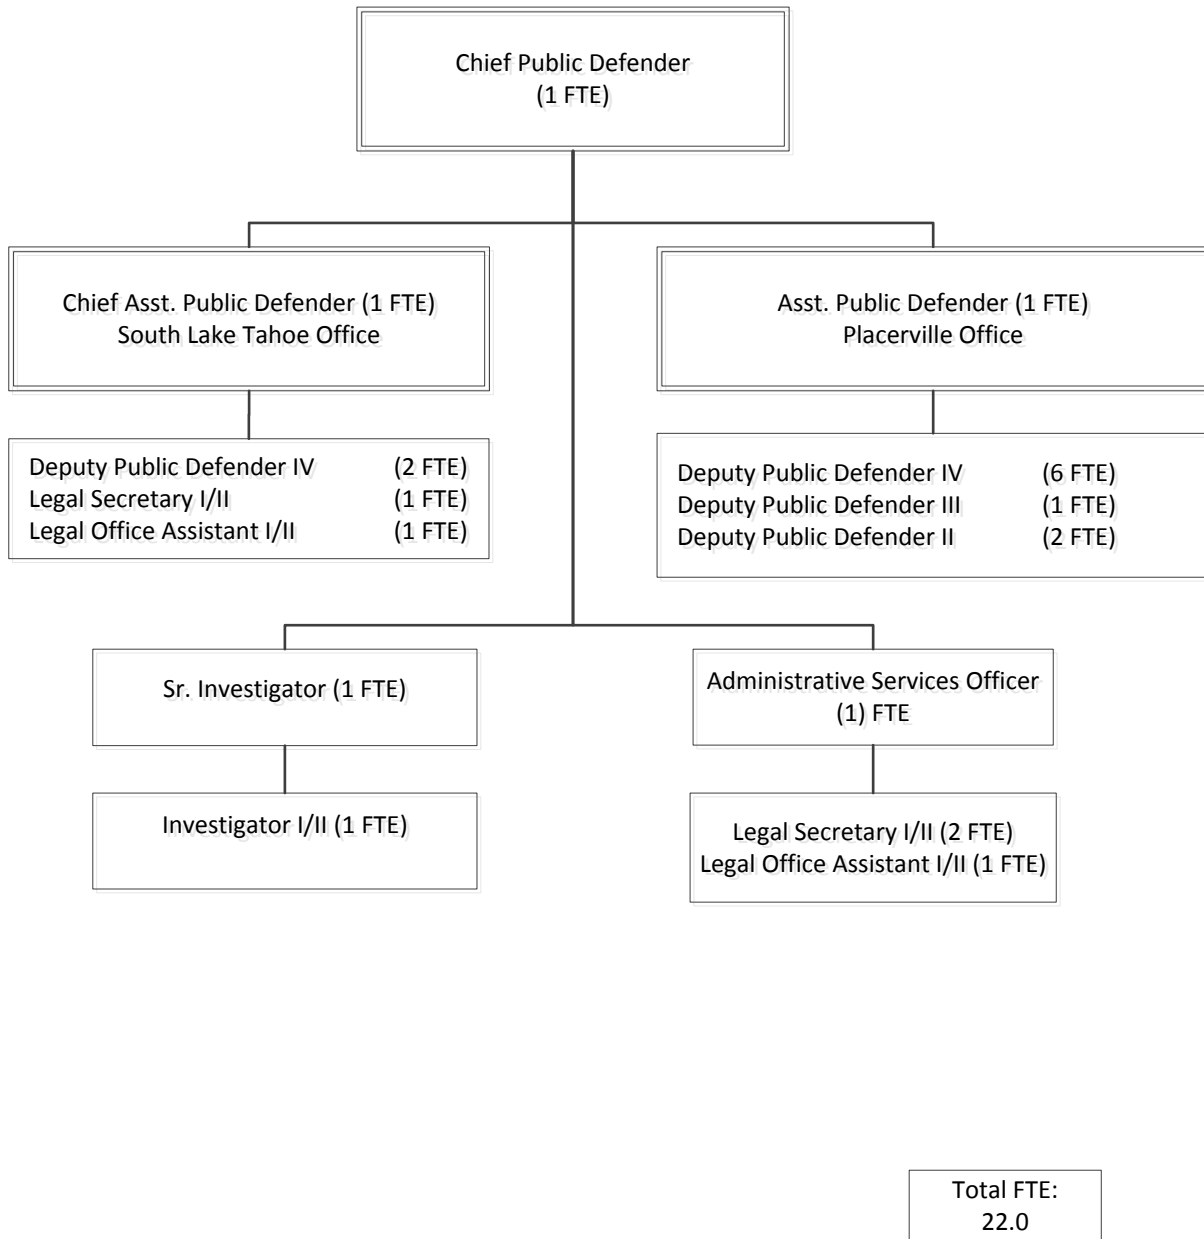 Chief Public Defender
(1 FTE)
Chief Asst. Public Defender (1 FTE)
South Lake Tahoe Office
Asst. Public Defender (1 FTE)
Placerville Office
Deputy Public Defender IV (2 FTE)
Legal Secretary I/II (1 FTE)
Legal Office Assistant I/II (1 FTE)
Deputy Public Defender IV (6 FTE)
Deputy Public Defender III (1 FTE)
Deputy Public Defender II (2 FTE)
Sr. Investigator (1 FTE)
Administrative Services Officer
(1) FTE
Investigator I/II (1 FTE)
Legal Secretary I/II (2 FTE)
Legal Office Assistant I/II (1 FTE)
Total FTE:
22.0